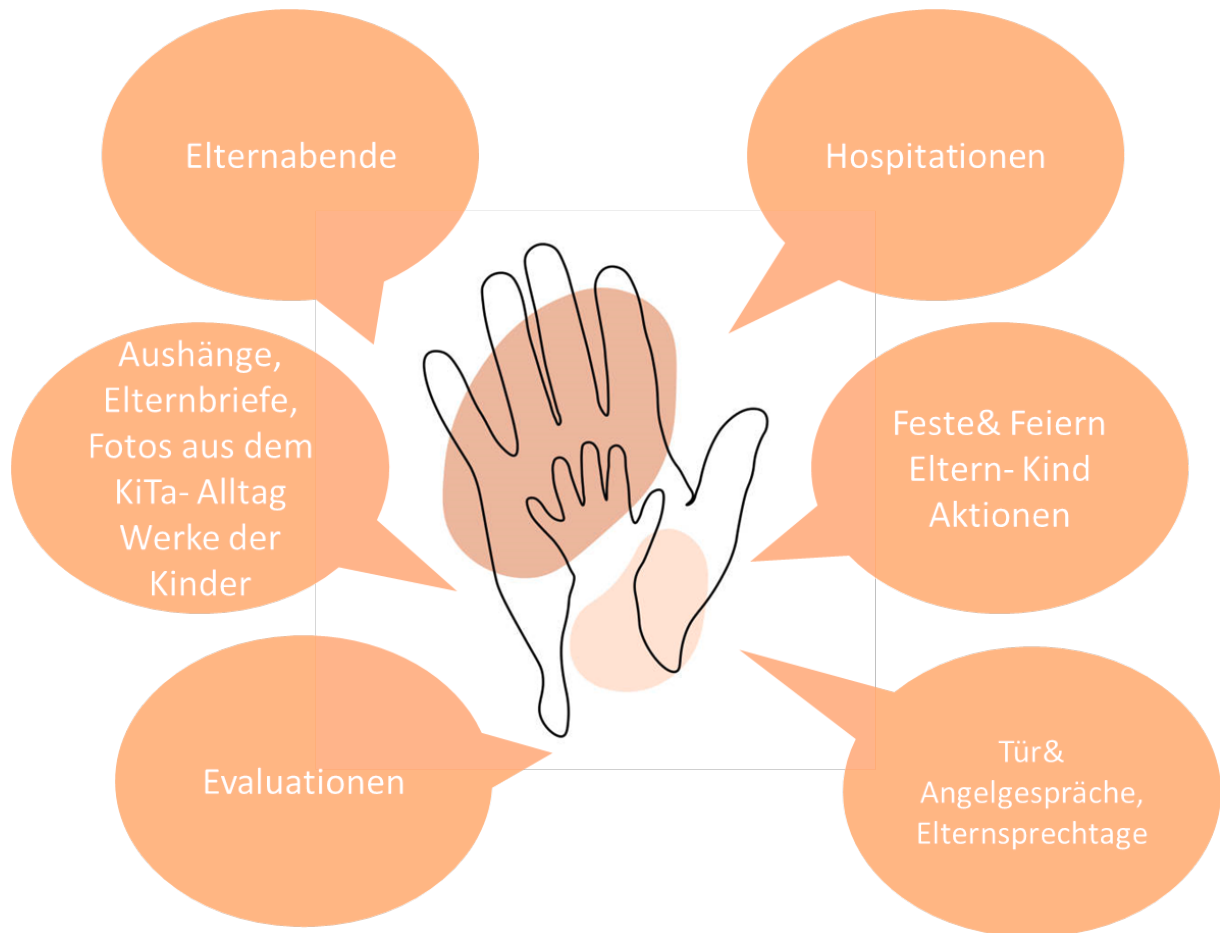 Elternabende
Hospitationen
Aushänge,
Elternbriefe,
Fotos aus dem
KiTa- Alltag
Werke der
Kinder
Feste& Feiern
Eltern- Kind
Aktionen
Evaluationen
Tür&
Angelgespräche,
Elternsprechtage